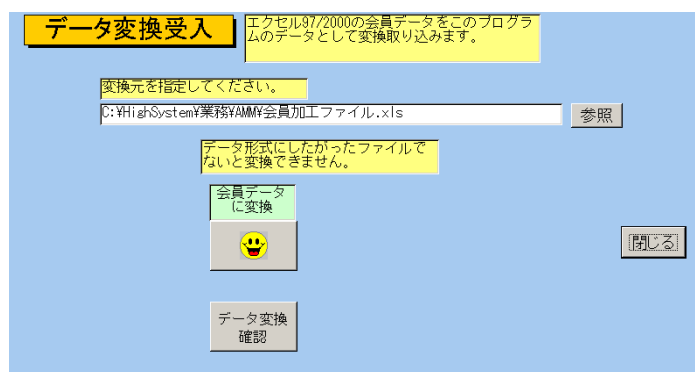 データ変換受入
エクセル97/2000の会員データをこのプログラ
ムのデータとして変換取り込みます。
変換元を指定してください。
C:¥HighSystem¥業務¥AMM¥会員加工ファイル.xls
参照
データ形式にしたがったファイルで
ないと変換できません。
会員データ
に変換
閉じる
データ変換
確認